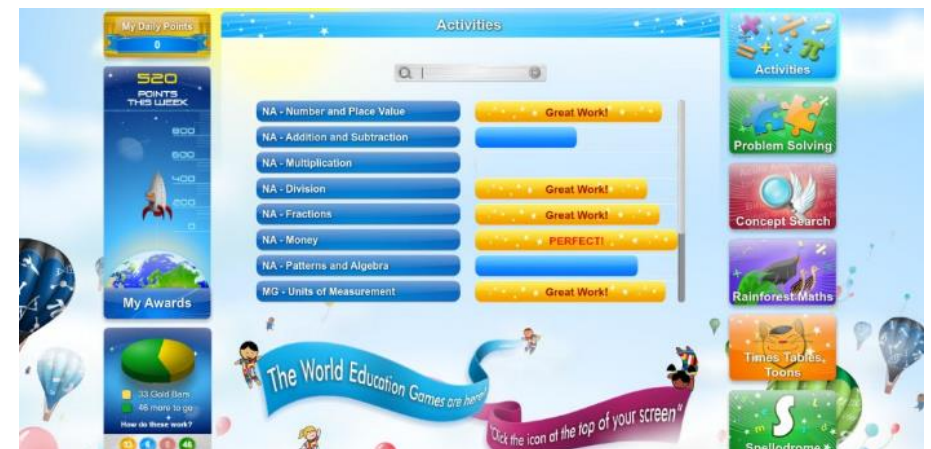 My Daily Points
0
520
POINTS
THIS WEEK
800
600
400
200
0
My Awards
33 Gold Bars
46 more to go
How do these work?
33
46
Activities
NA - Number and Place Value
Great Work!
NA - Addition and Subtraction
NA - Multiplication
NA - Division
Great Work!
NA - Fractions
Great Work!
NA - Money
PERFECT!
NA - Patterns and Algebra
MG - Units of Measurement
Great Work!
The World Education Games are here!
"Click the icon at the top of your screen"
Activities
Problem Solving
Concept Search
Rainforest Maths
Times Tables
Toons
Spellodrome